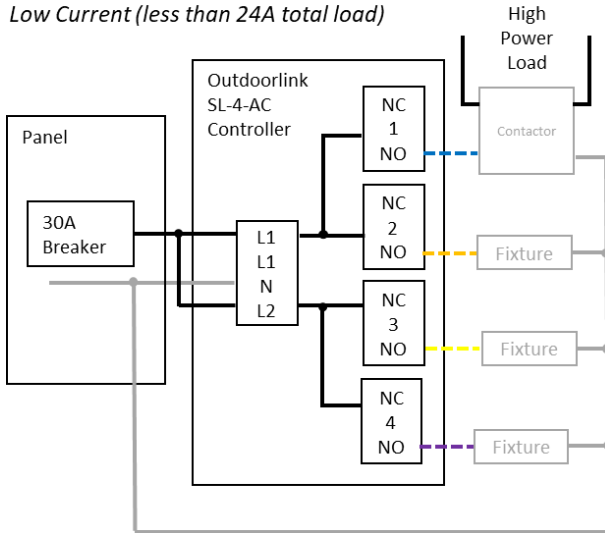 Low Current (less than 24A total load)
High
Power
Load
Outdoorlink
SL-4-AC
Controller
Panel
30A
Breaker
L1
L1
N
L2
NC
1
NO
NC
2
NO
NC
3
NO
NC
4
NO
Contactor
Fixture
Fixture
Fixture